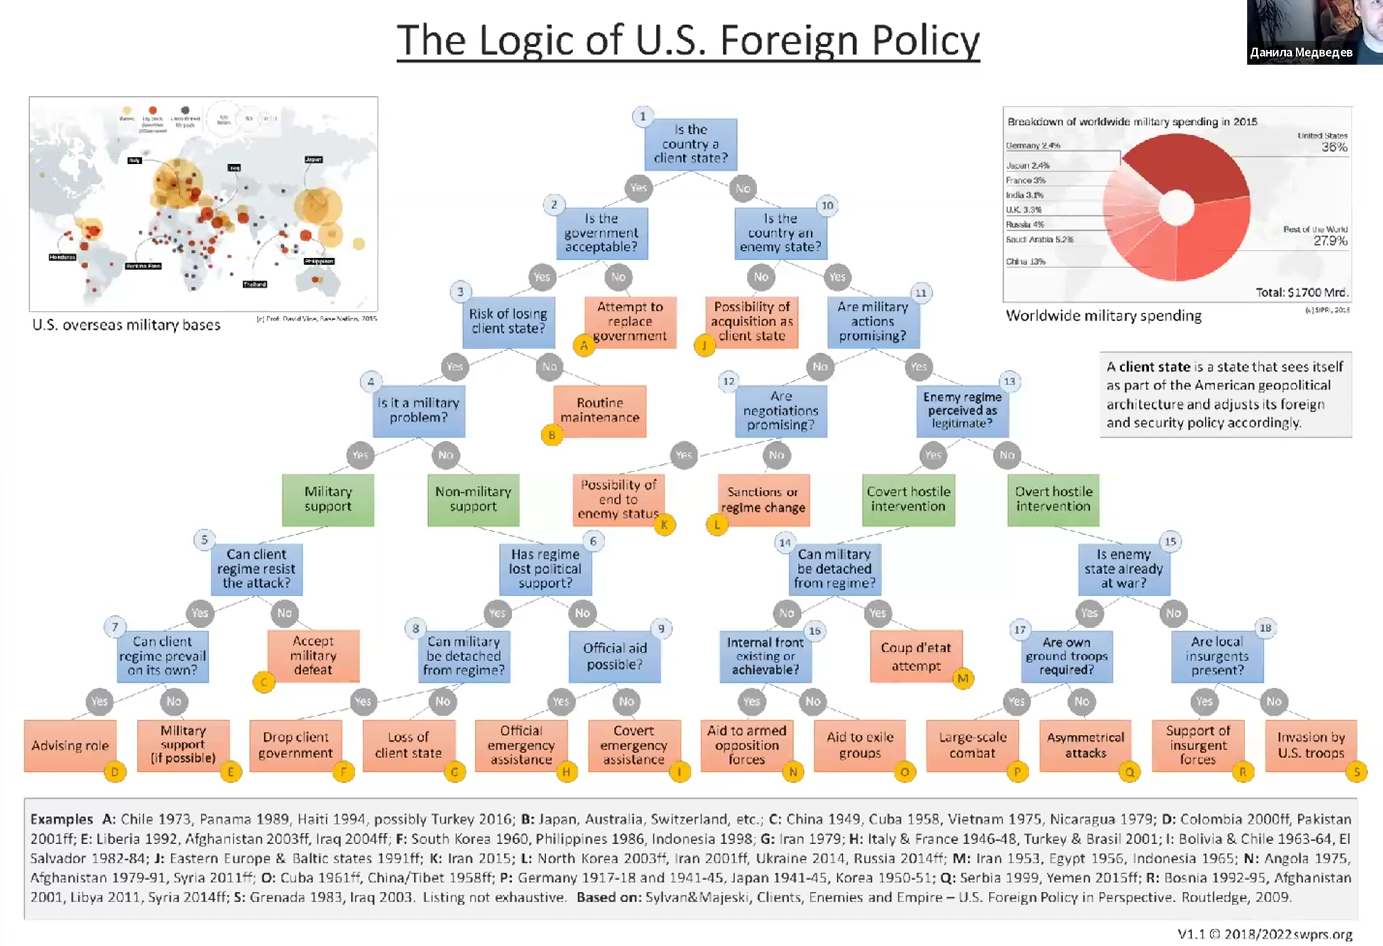 The Logic of U.S. Foreign Policy
Данила Медведев
Italy
Iraq
Japan
Honduras
Burkina Faso
Thailand
Philippines
U.S. overseas military bases
(c) Prof. David Vine, Base Nation, 2015
Breakdown of worldwide military spending in 2015
Germany 2.4%
Japan 2.4%
France 3%
India 3.1%
U.K. 3.3%
Russia 4%
Saudi Arabia 5.2%
China 13%
United States
36%
Rest of the World
27.9%
Total: $1700 Mrd.
Worldwide military spending
(c) SIPRI, 2016
A client state is a state that sees itself
as part of the American geopolitical
architecture and adjusts its foreign
and security policy accordingly.
1
Is the
country a
client state?
Yes
No
2
Is the
government
acceptable?
10
Is the
country an
enemy state?
Yes
No
No
Yes
3
Risk of losing
client state?
Attempt to
replace
government
A
Possibility of
acquisition as
client state
J
11
Are military
actions
promising?
Yes
No
No
Yes
4
Is it a military
problem?
Routine
maintenance
B
12
Are
negotiations
promising?
13
Enemy regime
perceived as
legitimate?
Yes
No
Yes
No
Yes
No
Military
support
Non-military
support
Possibility of
end to
enemy status
K
Sanctions or
regime change
L
Covert hostile
intervention
Overt hostile
intervention
5
Can client
regime resist
the attack?
6
Has regime
lost political
support?
14
Can military
be detached
from regime?
15
Is enemy
state already
at war?
Yes
No
Yes
No
No
Yes
Yes
No
7
Can client
regime prevail
on its own?
Accept
military
defeat
C
8
Can military
be detached
from regime?
9
Official aid
possible?
16
Internal front
existing or
achievable?
Coup d'etat
attempt
M
17
Are own
ground troops
required?
18
Are local
insurgents
present?
Yes
No
Yes
No
Yes
No
Yes
No
Yes
No
Yes
No
Advising role
D
Military
support
(if possible)
E
Drop client
government
F
Loss of
client state
G
Official
emergency
assistance
H
Covert
emergency
assistance
I
Aid to armed
opposition
forces
N
Aid to exile
groups
O
Large-scale
combat
P
Asymmetrical
attacks
Q
Support of
insurgent
forces
R
Invasion by
U.S. troops
S
Examples A: Chile 1973, Panama 1989, Haiti 1994, possibly Turkey 2016; B: Japan, Australia, Switzerland, etc.; C: China 1949, Cuba 1958, Vietnam 1975, Nicaragua 1979; D: Colombia 2000ff, Pakistan
2001ff; E: Liberia 1992, Afghanistan 2003ff, Iraq 2004ff; F: South Korea 1960, Philippines 1986, Indonesia 1998; G: Iran 1979; H: Italy & France 1946-48, Turkey & Brasil 2001; I: Bolivia & Chile 1963-64, El
Salvador 1982-84; J: Eastern Europe & Baltic states 1991ff; K: Iran 2015; L: North Korea 2003ff, Iran 2001ff, Ukraine 2014, Russia 2014ff; M: Iran 1953, Egypt 1956, Indonesia 1965; N: Angola 1975,
Afghanistan 1979-91, Syria 2011ff; O: Cuba 1961ff, China/Tibet 1958ff; P: Germany 1917-18 and 1941-45, Japan 1941-45, Korea 1950-51; Q: Serbia 1999, Yemen 2015ff; R: Bosnia 1992-95, Afghanistan
2001, Libya 2011, Syria 2014ff; S: Grenada 1983, Iraq 2003. Listing not exhaustive. Based on: Sylvan&Majeski, Clients, Enemies and Empire – U.S. Foreign Policy in Perspective. Routledge, 2009.
V1.1 © 2018/2022 swprs.org